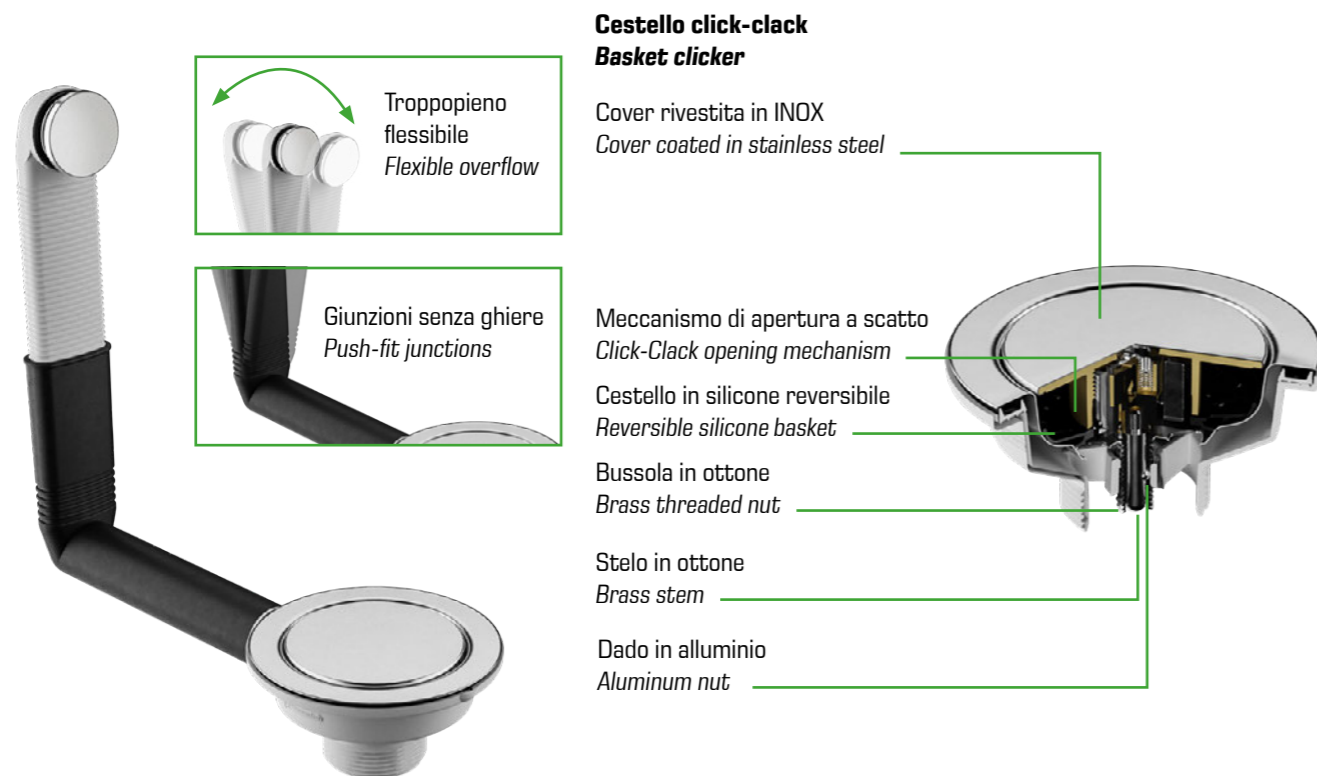 Cestello click-clack
Basket clicker
Troppopieno
flessibile
Flexible overflow
Cover rivestita in INOX
Cover coated in stainless steel
Giunzioni senza ghiere
Push-fit junctions
Meccanismo di apertura a scatto
Click-Clack opening mechanism
Cestello in silicone reversibile
Reversible silicone basket
Bussola in ottone
Brass threaded nut
Stelo in ottone
Brass stem
Dado in alluminio
Aluminum nut